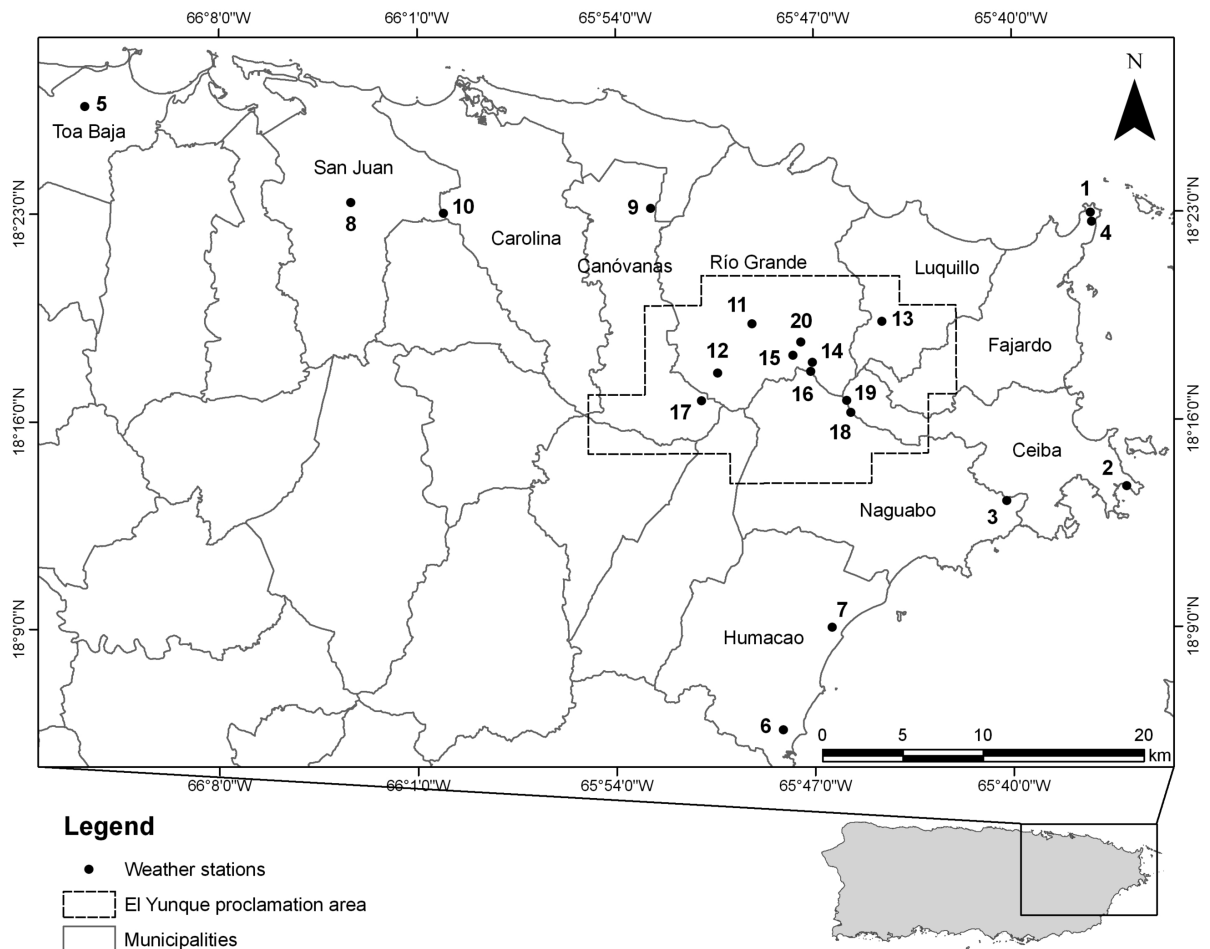 66°8'0"W 66°1'0"W 65°54'0"W 65°47'0"W 65°40'0"W
N
5
Toa Baja
San Juan
1
18°23'0"N
8
10
9
4
18°23'0"N
Carolina
Canóvanas
Río Grande
Luquillo
11
20
13
12
15
14
Fajardo
16
19
17
18
18°16'0"N
18°16'0"N
Ceiba
2
Naguabo
3
7
18°9'0"N
Humacao
18°9'0"N
6
0 5 10 20
km
66°8'0"W 66°1'0"W 65°54'0"W 65°47'0"W 65°40'0"W
Legend
Weather stations
El Yunque proclamation area
Municipalities